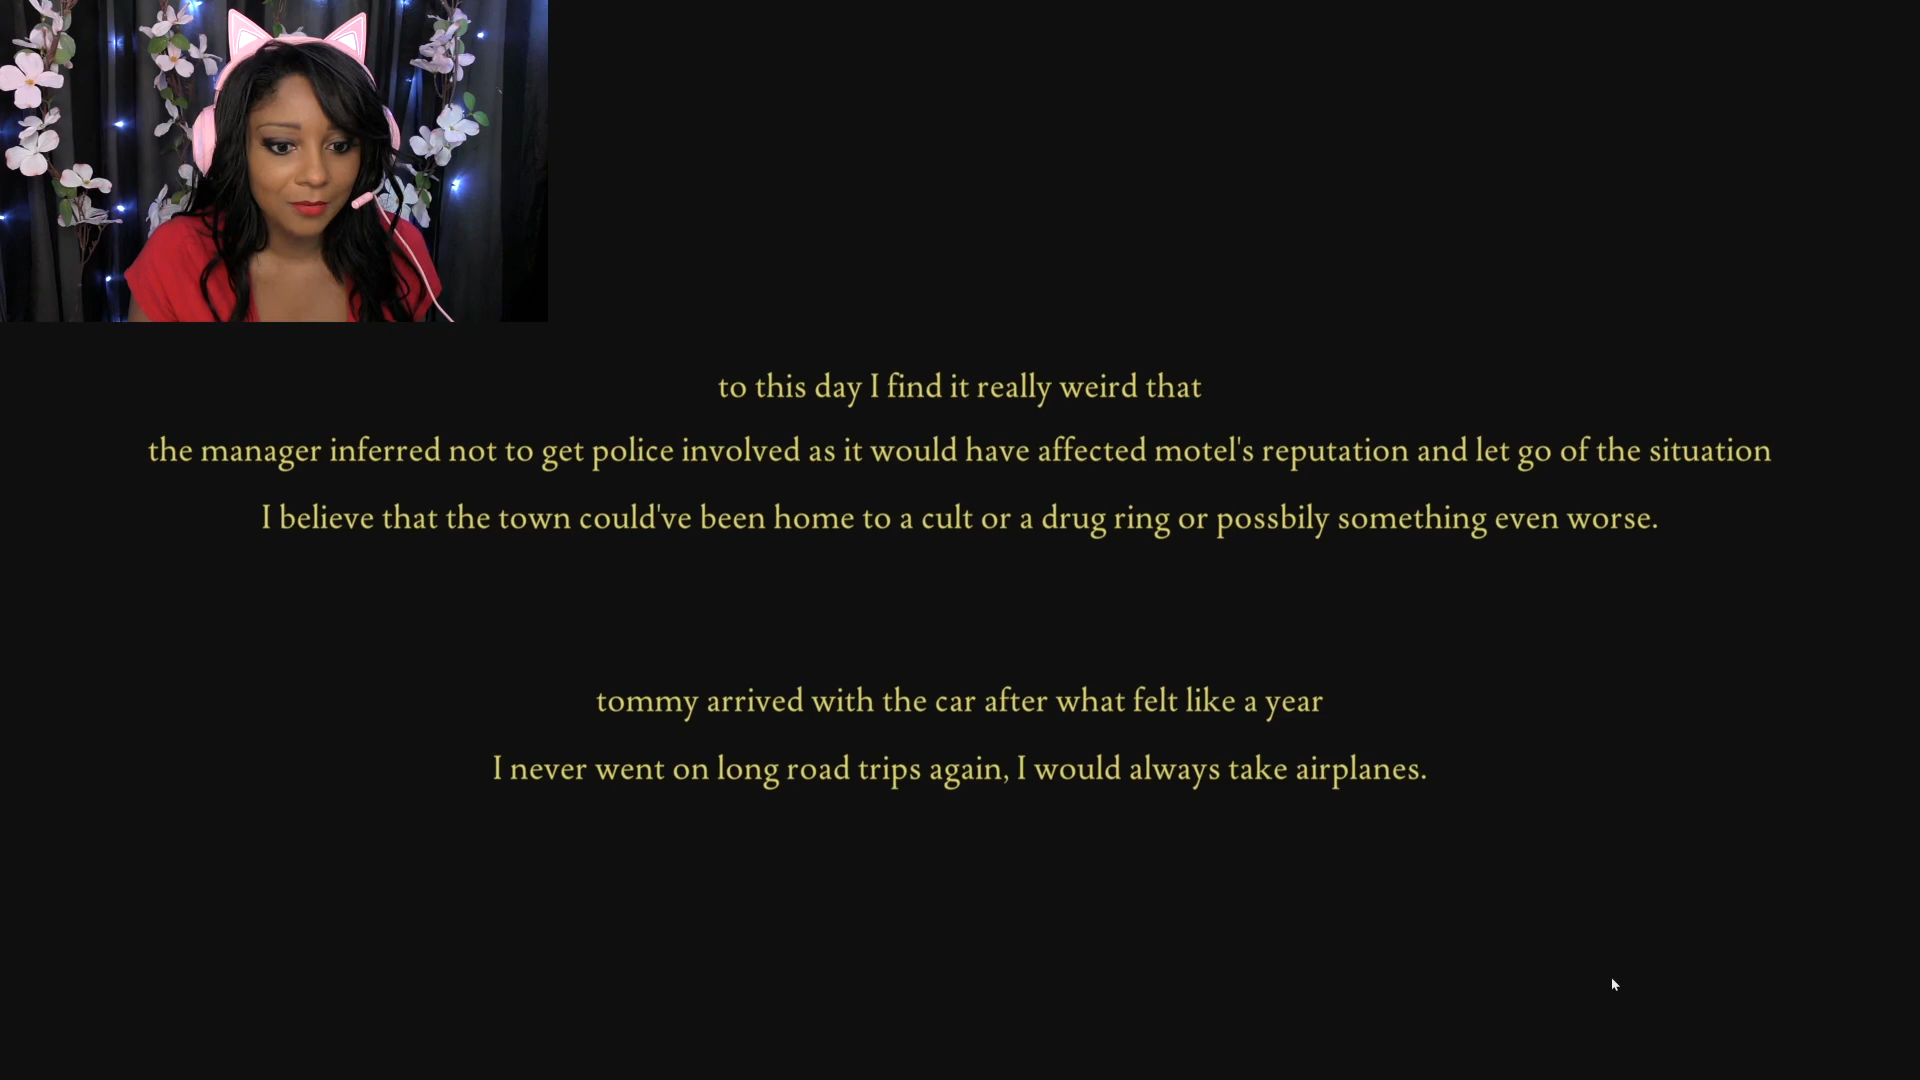 to this day I find it really weird that
the manager inferred not to get police involved as it would have affected motel's reputation and let go of the situation
I believe that the town could've been home to a cult or a drug ring or possbily something even worse.
tommy arrived with the car after what felt like a year
I never went on long road trips again, I would always take airplanes.